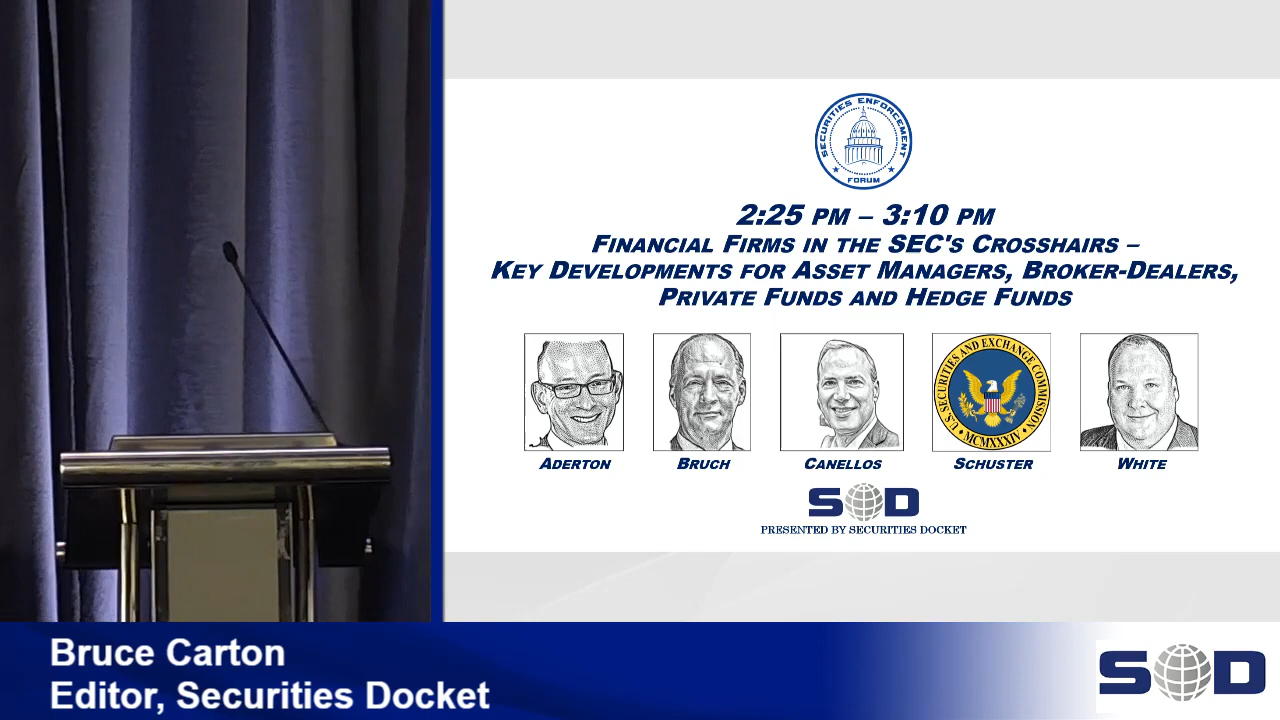 SECURITIES ENFORCEMENT
FORUM
2:25 PM – 3:10 PM
FINANCIAL FIRMS IN THE SEC'S CROSSHAIRS –
KEY DEVELOPMENTS FOR ASSET MANAGERS, BROKER-DEALERS,
PRIVATE FUNDS AND HEDGE FUNDS
U.S. SECURITIES AND EXCHANGE COMMISSION
MCMXXXIV
ADERTON
BRUCH
CANELLOS
SCHUSTER
WHITE
SD
PRESENTED BY SECURITIES DOCKET
Bruce Carton
Editor, Securities Docket
SD